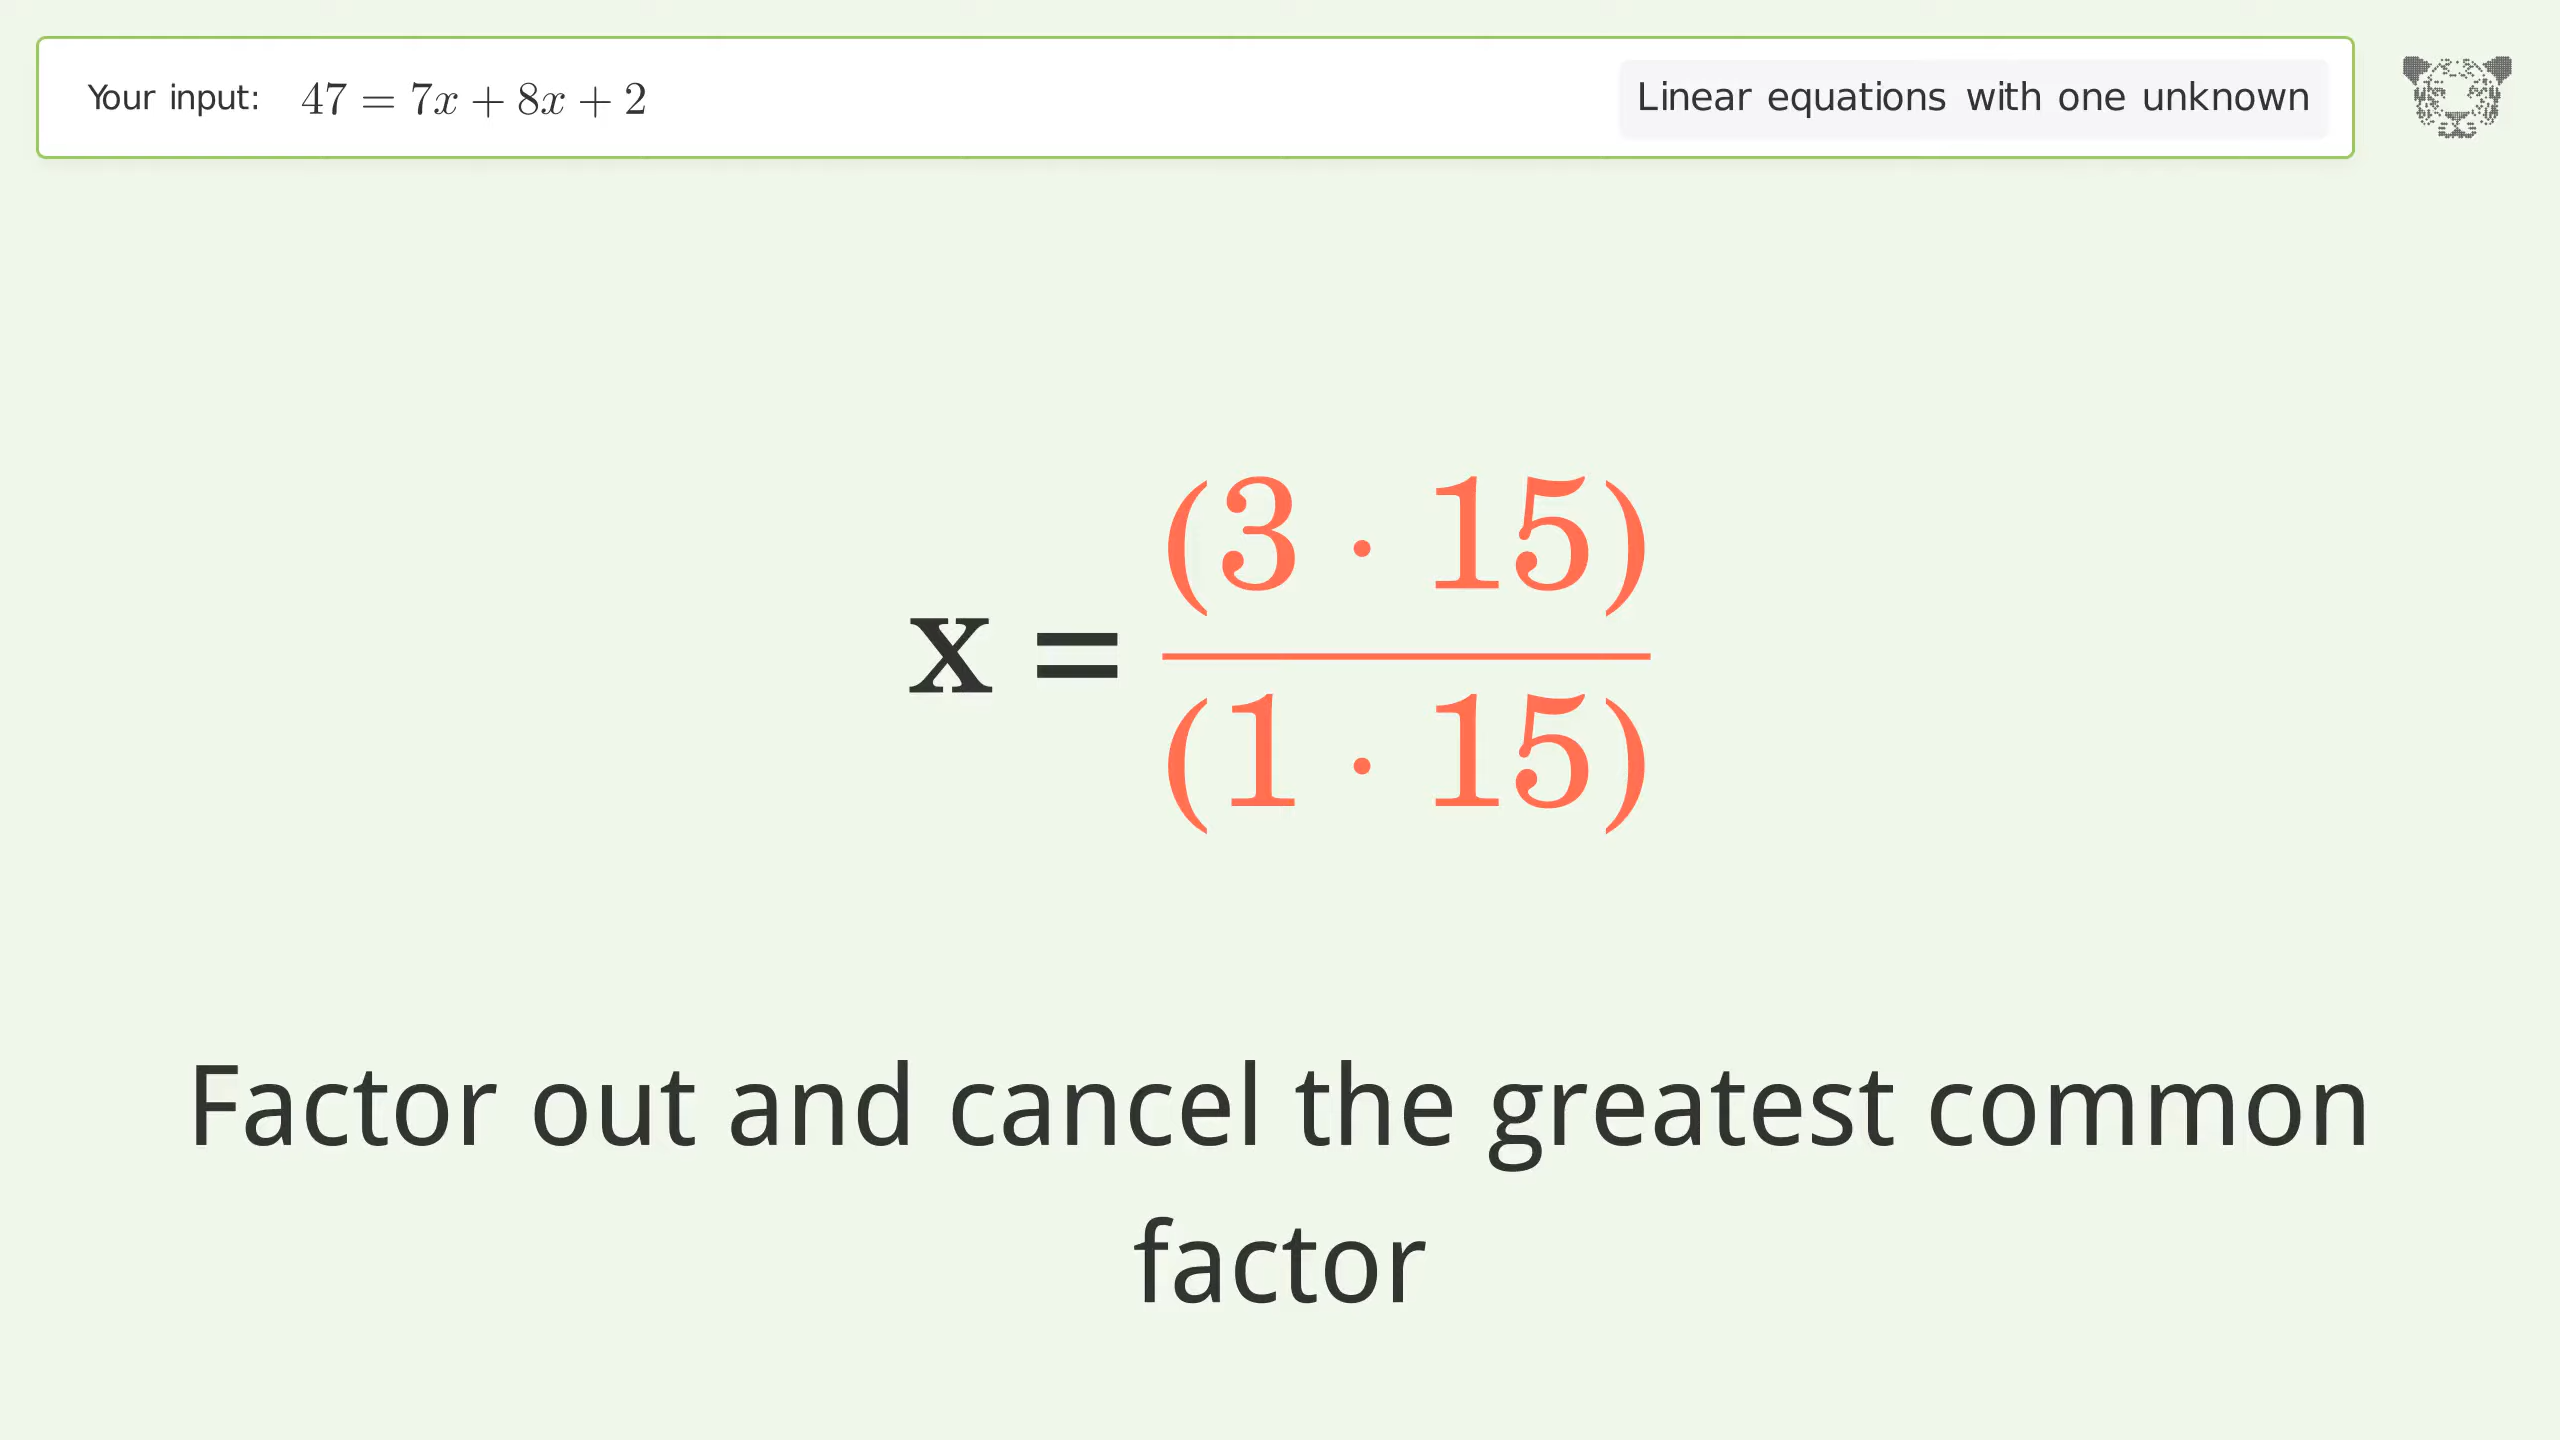 Your input: 47 = 7x + 8x + 2
Linear equations with one unknown
x = (3 · 15) / (1 · 15)
Factor out and cancel the greatest common
factor